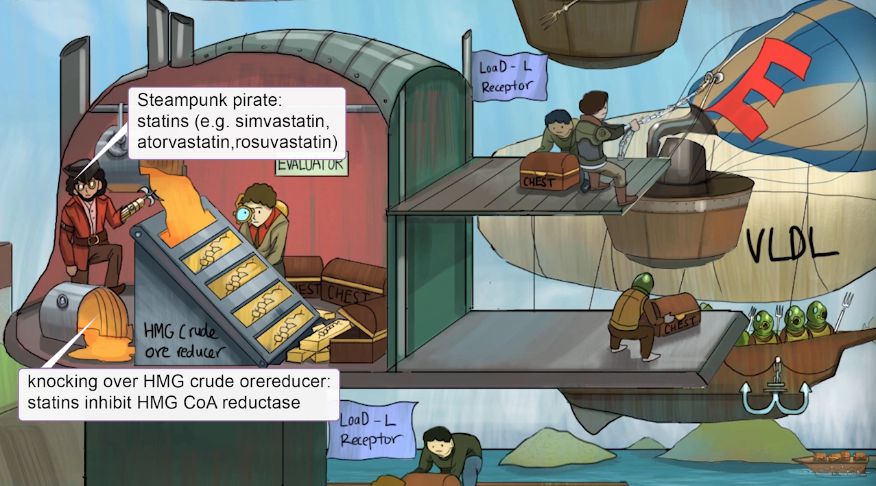 LoaD-L
Receptor
E
Steampunk pirate:
statins (e.g. simvastatin,
atorvastatin,rosuvastatin)
EVALUATOR
CHEST
VLDL
CHEST
CHEST
CHEST
HMG Crude
ore reducer
knocking over HMG crude orereducer:
statins inhibit HMG CoA reductase
LoaD-L
Receptor